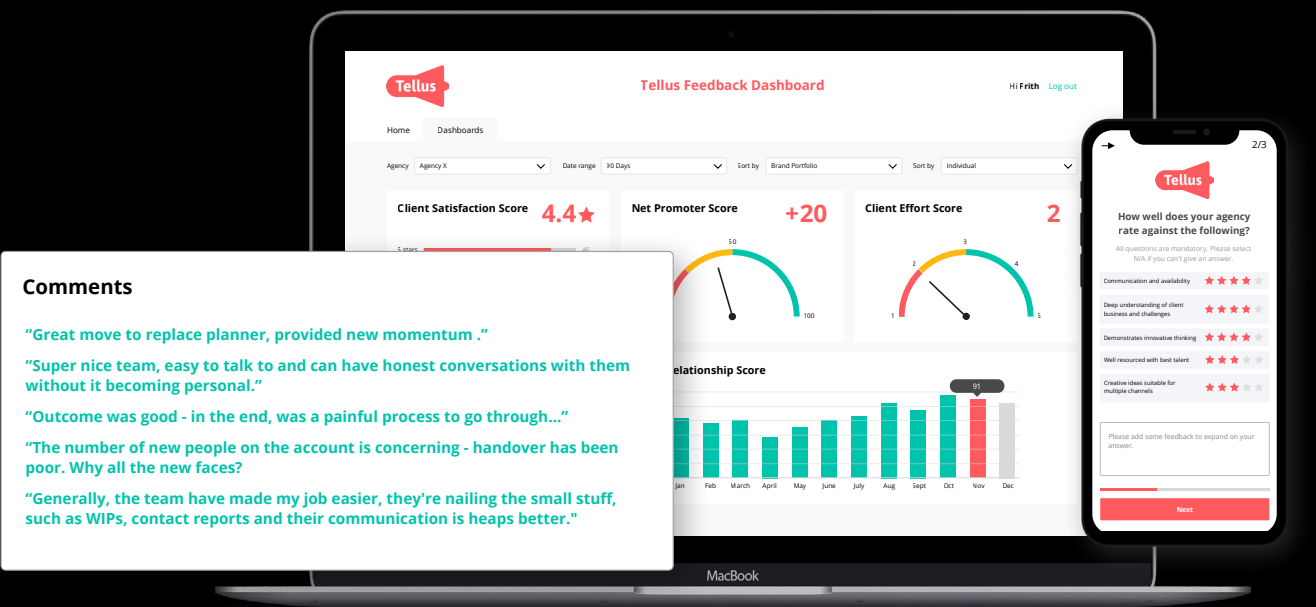 Tellus
Tellus Feedback Dashboard
Hi Frith Log out
Home Dashboards
Agency Agency X Date range 30 Days Sort by Brand Portfolio Sort by Individual
Client Satisfaction Score 4.4
5 stars 46
Net Promoter Score +20
50
100
Client Effort Score 2
1
2
3
4
5
elationship Score
91
Jan Feb March April May June July Aug Sept Oct Nov Dec
Comments
“Great move to replace planner, provided new momentum .”
“Super nice team, easy to talk to and can have honest conversations with them
without it becoming personal.”
“Outcome was good - in the end, was a painful process to go through...”
“The number of new people on the account is concerning - handover has been
poor. Why all the new faces?
“Generally, the team have made my job easier, they're nailing the small stuff,
such as WIPs, contact reports and their communication is heaps better."
MacBook
2/3
Tellus
How well does your agency
rate against the following?
All questions are mandatory. Please select
N/A if you can't give an answer.
Communication and availability
Deep understanding of client
business and challenges
Demonstrates innovative thinking
Well resourced with best talent
Creative ideas suitable for
multiple channels
Please add some feedback to expand on your
answer.
Next